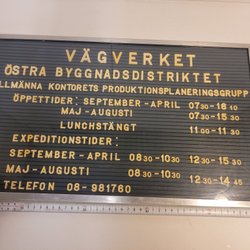 VÄGVERKET
ÖSTRA BYGGNADSDISTRIKTET
ALLMÄNNA KONTORETS PRODUKTIONSPLANERINGSGRUPP
ÖPPETTIDER: SEPTEMBER - APRIL 07 30 - 16 10
MAJ - AUGUSTI 07 30 - 15 30
LUNCHSTÄNGT 11 00 - 11 30
EXPEDITIONSTIDER:
SEPTEMBER - APRIL 08 30 - 10 30 12 30 - 15 30
MAJ - AUGUSTI 08 30 - 10 30 12 30 - 14 45
TELEFON 08 - 981760